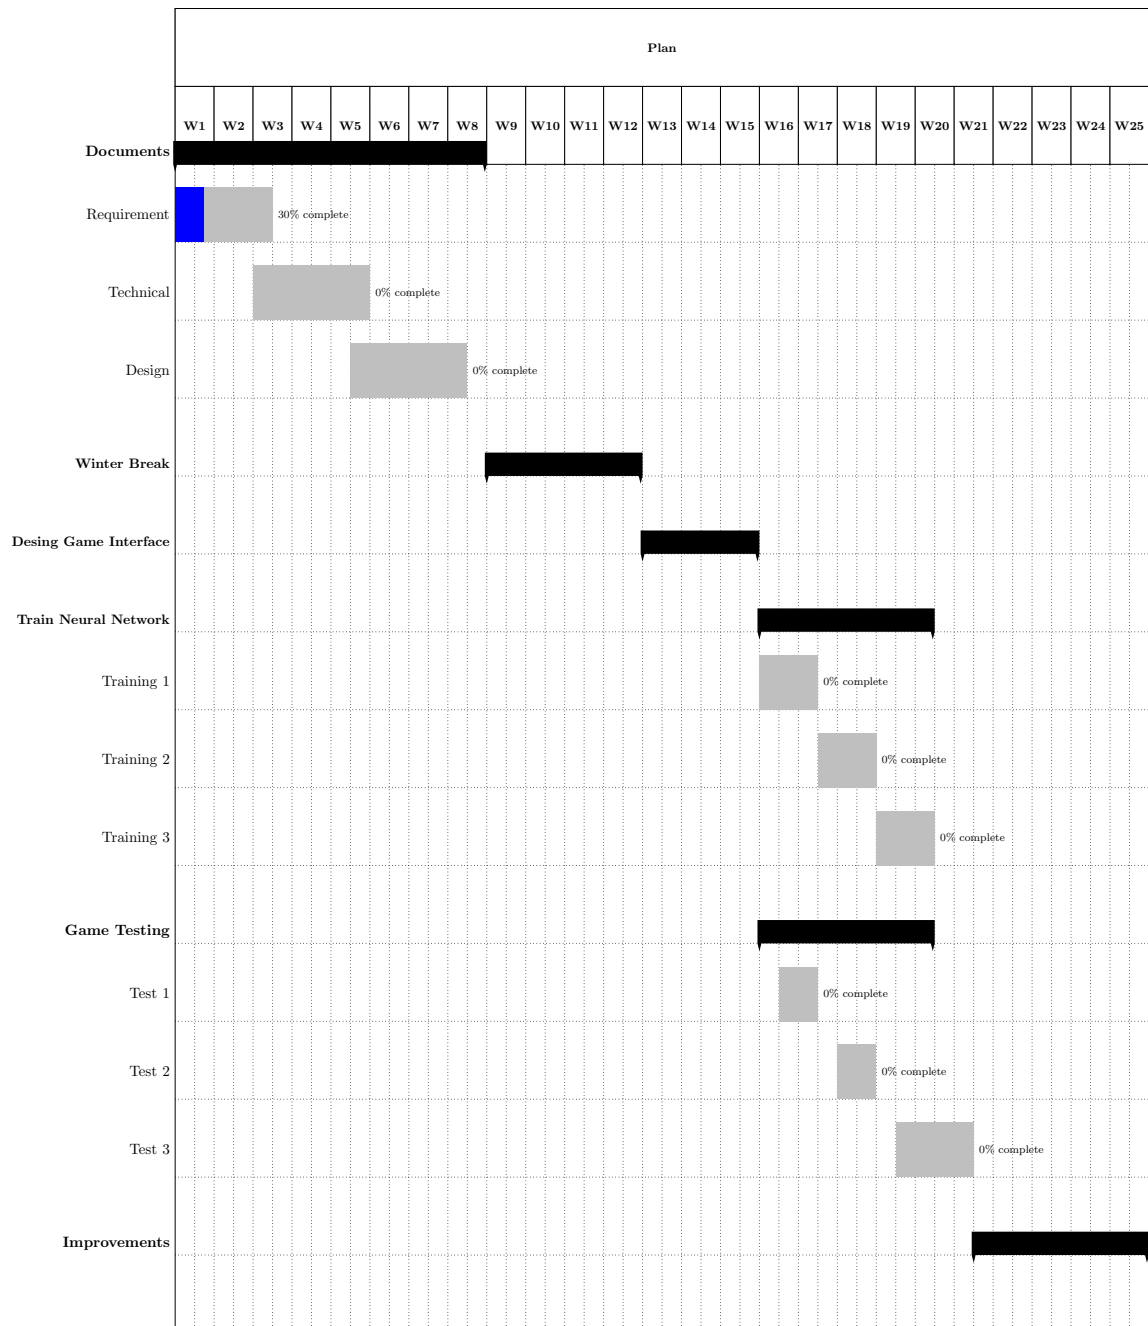 Plan
W1 W2 W3 W4 W5 W6 W7 W8 W9 W10 W11 W12 W13 W14 W15 W16 W17 W18 W19 W20 W21 W22 W23 W24 W25
Documents
Requirement 30% complete
Technical 0% complete
Design 0% complete
Winter Break
Desing Game Interface
Train Neural Network
Training 1 0% complete
Training 2 0% complete
Training 3 0% complete
Game Testing
Test 1 0% complete
Test 2 0% complete
Test 3 0% complete
Improvements